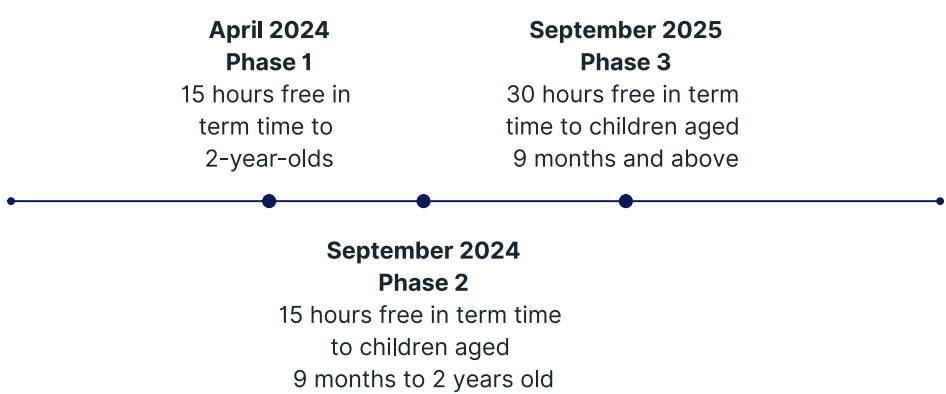 April 2024
Phase 1
15 hours free in
term time to
2-year-olds
September 2024
Phase 2
15 hours free in term time
to children aged
9 months to 2 years old
September 2025
Phase 3
30 hours free in term
time to children aged
9 months and above